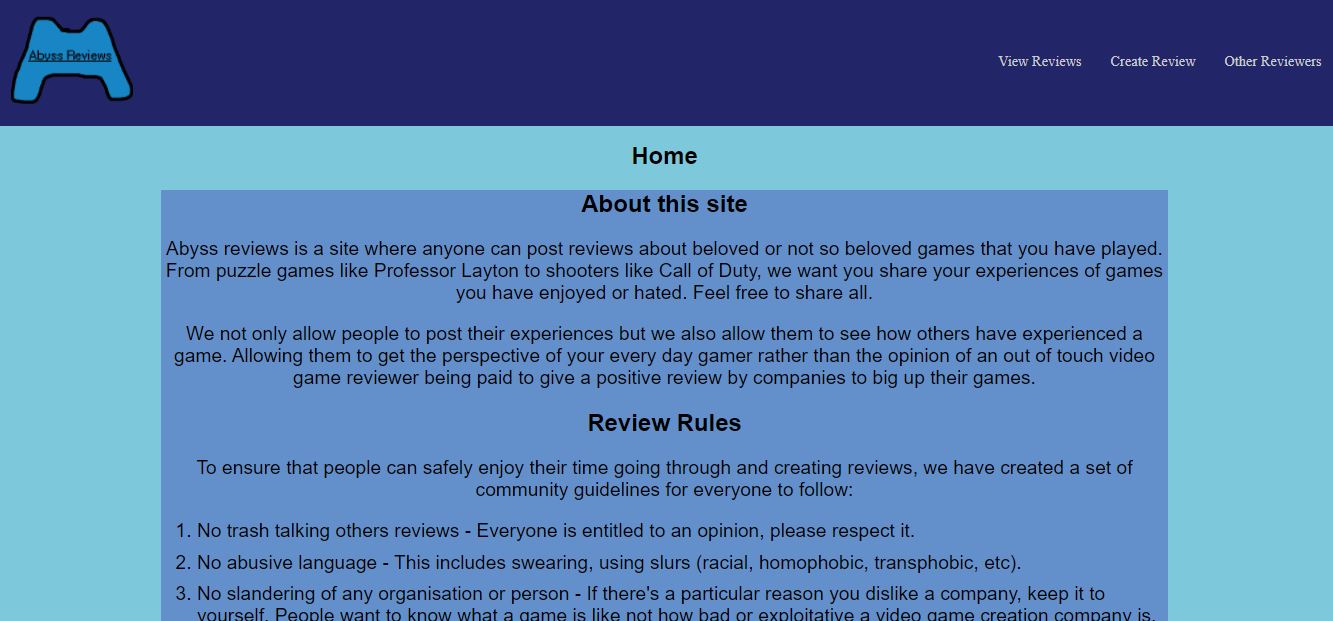 Abyss Reviews
View Reviews Create Review Other Reviewers
Home
About this site
Abyss reviews is a site where anyone can post reviews about beloved or not so beloved games that you have played.
From puzzle games like Professor Layton to shooters like Call of Duty, we want you share your experiences of games
you have enjoyed or hated. Feel free to share all.
We not only allow people to post their experiences but we also allow them to see how others have experienced a
game. Allowing them to get the perspective of your every day gamer rather than the opinion of an out of touch video
game reviewer being paid to give a positive review by companies to big up their games.
Review Rules
To ensure that people can safely enjoy their time going through and creating reviews, we have created a set of
community guidelines for everyone to follow:
1. No trash talking others reviews - Everyone is entitled to an opinion, please respect it.
2. No abusive language - This includes swearing, using slurs (racial, homophobic, transphobic, etc).
3. No slandering of any organisation or person - If there's a particular reason you dislike a company, keep it to
yourself. People want to know what a game is like not how bad or exploitative a video game creation company is.